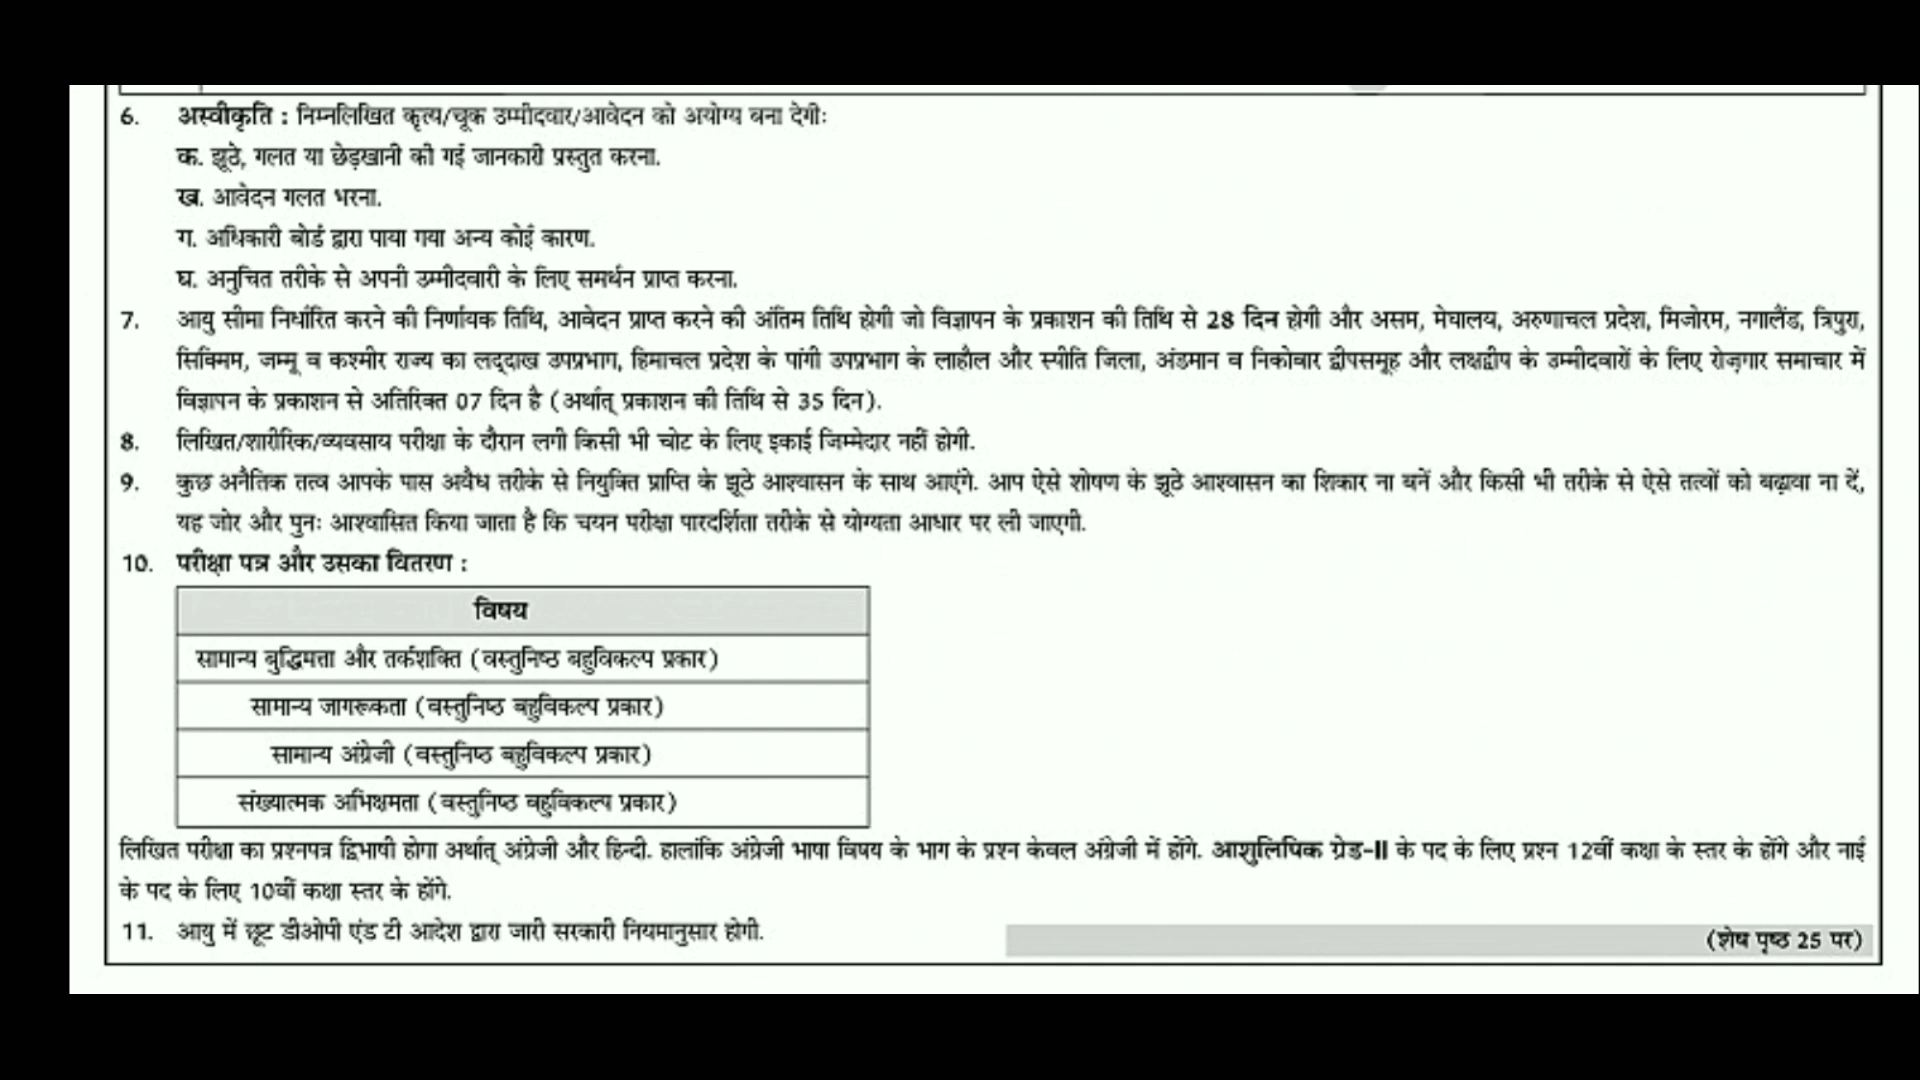 6. अस्वीकृति : निम्नलिखित कृत्य/चूक उम्मीदवार/आवेदन को अयोग्य बना देगीः
क. झूठे, गलत या छेड़खानी की गई जानकारी प्रस्तुत करना.
ख. आवेदन गलत भरना.
ग. अधिकारी बोर्ड द्वारा पाया गया अन्य कोई कारण.
घ. अनुचित तरीके से अपनी उम्मीदवारी के लिए समर्थन प्राप्त करना.
7. आयु सीमा निर्धारित करने की निर्णायक तिथि, आवेदन प्राप्त करने की अंतिम तिथि होगी जो विज्ञापन के प्रकाशन की तिथि से 28 दिन होगी और असम, मेघालय, अरुणाचल प्रदेश, मिजोरम, नगालैंड, त्रिपुरा,
सिक्किम, जम्मू व कश्मीर राज्य का लद्दाख उपप्रभाग, हिमाचल प्रदेश के पांगी उपप्रभाग के लाहौल और स्पीति जिला, अंडमान व निकोबार द्वीपसमूह और लक्षद्वीप के उम्मीदवारों के लिए रोज़गार समाचार में
विज्ञापन के प्रकाशन से अतिरिक्त 07 दिन है (अर्थात् प्रकाशन की तिथि से 35 दिन).
8. लिखित/शारीरिक/व्यवसाय परीक्षा के दौरान लगी किसी भी चोट के लिए इकाई जिम्मेदार नहीं होगी.
9. कुछ अनैतिक तत्व आपके पास अवैध तरीके से नियुक्ति प्राप्ति के झूठे आश्वासन के साथ आएंगे. आप ऐसे शोषण के झूठे आश्वासन का शिकार ना बनें और किसी भी तरीके से ऐसे तत्वों को बढ़ावा ना दें,
यह जोर और पुनः आश्वासित किया जाता है कि चयन परीक्षा पारदर्शिता तरीके से योग्यता आधार पर ली जाएगी.
10. परीक्षा पत्र और उसका वितरण :
विषय
सामान्य बुद्धिमत्ता और तर्कशक्ति (वस्तुनिष्ठ बहुविकल्प प्रकार)
सामान्य जागरूकता (वस्तुनिष्ठ बहुविकल्प प्रकार)
सामान्य अंग्रेजी (वस्तुनिष्ठ बहुविकल्प प्रकार)
संख्यात्मक अभिक्षमता (वस्तुनिष्ठ बहुविकल्प प्रकार)
लिखित परीक्षा का प्रश्नपत्र द्विभाषी होगा अर्थात् अंग्रेजी और हिन्दी. हालांकि अंग्रेजी भाषा विषय के भाग के प्रश्न केवल अंग्रेजी में होंगे. आशुलिपिक ग्रेड-II के पद के लिए प्रश्न 12वीं कक्षा के स्तर के होंगे और नाई
के पद के लिए 10वीं कक्षा स्तर के होंगे.
11. आयु में छूट डीओपी एंड टी आदेश द्वारा जारी सरकारी नियमानुसार होगी.
(शेष पृष्ठ 25 पर)